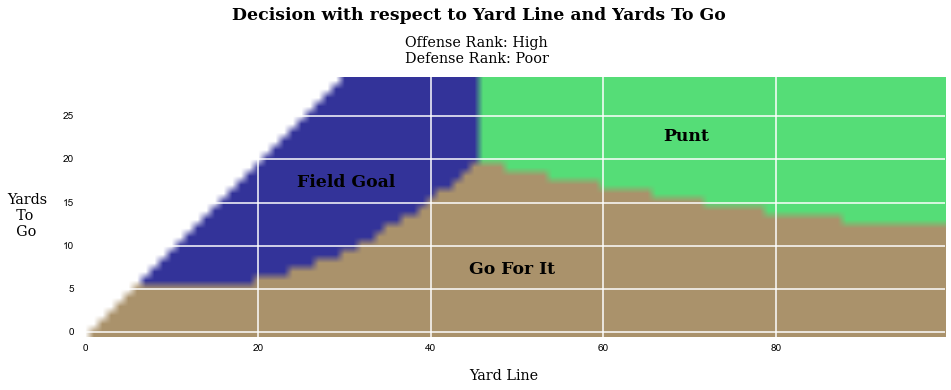 Decision with respect to Yard Line and Yards To Go
Offense Rank: High
Defense Rank: Poor
25
Punt
20
Field Goal
15
Yards
To
Go
10
Go For It
5
0
0
20
40
60
80
Yard Line